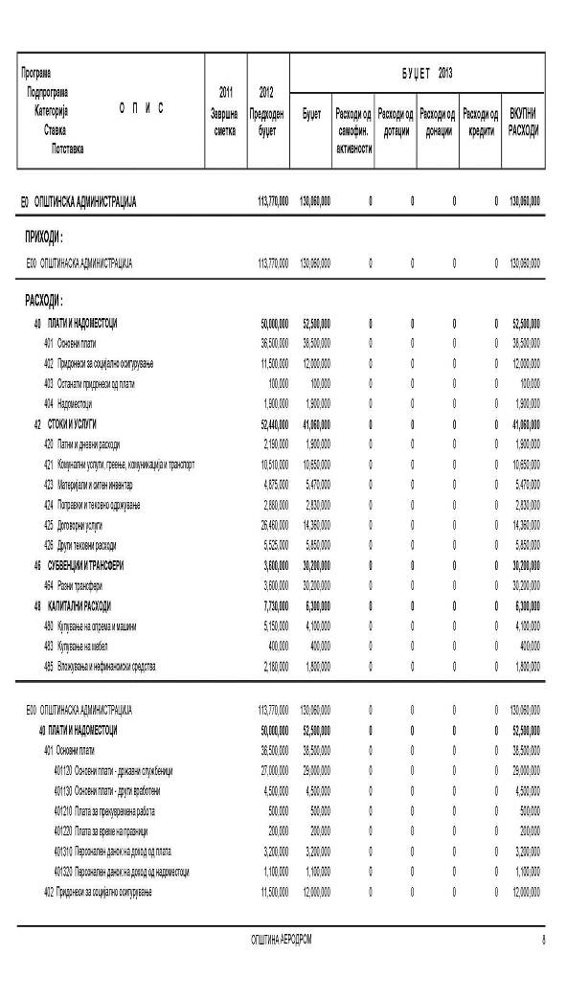 Програма
Подпрограма
Категорија
Ставка
Потставка
О П И С
2011
Завршна
сметка
2012
Предходен
буџет
БУЏЕТ 2013
Буџет
Расходи од
самофин.
активности
Расходи од
дотации
Расходи од
донации
Расходи од
кредити
ВКУПНИ
РАСХОДИ
Е0 ОПШТИНСКА АДМИНИСТРАЦИЈА 113,770,000 130,060,000 0 0 0 0 130,060,000
ПРИХОДИ :
Е00 ОПШТИНАСКА АДМИНИСТРАЦИЈА 113,770,000 130,060,000 0 0 0 0 130,060,000
РАСХОДИ :
40 ПЛАТИ И НАДОМЕСТОЦИ 50,000,000 52,500,000 0 0 0 0 52,500,000
401 Основни плати 36,500,000 38,500,000 0 0 0 0 38,500,000
402 Придонеси за социјално осигурување 11,500,000 12,000,000 0 0 0 0 12,000,000
403 Останати придонеси од плати 100,000 100,000 0 0 0 0 100,000
404 Надоместоци 1,900,000 1,900,000 0 0 0 0 1,900,000
42 СТОКИ И УСЛУГИ 52,440,000 41,060,000 0 0 0 0 41,060,000
420 Патни и дневни расходи 2,190,000 1,900,000 0 0 0 0 1,900,000
421 Комунални услуги, греење, комуникација и транспорт 10,510,000 10,650,000 0 0 0 0 10,650,000
423 Материјали и ситен инвентар 4,875,000 5,470,000 0 0 0 0 5,470,000
424 Поправки и тековно одржување 2,880,000 2,830,000 0 0 0 0 2,830,000
425 Договорни услуги 26,460,000 14,360,000 0 0 0 0 14,360,000
426 Други тековни расходи 5,525,000 5,850,000 0 0 0 0 5,850,000
46 СУБВЕНЦИИ И ТРАНСФЕРИ 3,600,000 30,200,000 0 0 0 0 30,200,000
464 Разни трансфери 3,600,000 30,200,000 0 0 0 0 30,200,000
48 КАПИТАЛНИ РАСХОДИ 7,730,000 6,300,000 0 0 0 0 6,300,000
480 Купување на опрема и машини 5,150,000 4,100,000 0 0 0 0 4,100,000
483 Купување на мебел 400,000 400,000 0 0 0 0 400,000
485 Вложувања и нефинансиски средства 2,180,000 1,800,000 0 0 0 0 1,800,000
Е00 ОПШТИНАСКА АДМИНИСТРАЦИЈА 113,770,000 130,060,000 0 0 0 0 130,060,000
40 ПЛАТИ И НАДОМЕСТОЦИ 50,000,000 52,500,000 0 0 0 0 52,500,000
401 Основни плати 36,500,000 38,500,000 0 0 0 0 38,500,000
401120 Основни плати - државни службеници 27,000,000 29,000,000 0 0 0 0 29,000,000
401130 Основни плати - други вработени 4,500,000 4,500,000 0 0 0 0 4,500,000
401210 Плата за прекувремена работа 500,000 500,000 0 0 0 0 500,000
401220 Плата за време на празници 200,000 200,000 0 0 0 0 200,000
401310 Персонален данок на доход од плата 3,200,000 3,200,000 0 0 0 0 3,200,000
401320 Персонален данок на доход од надоместоци 1,100,000 1,100,000 0 0 0 0 1,100,000
402 Придонеси за социјално осигурување 11,500,000 12,000,000 0 0 0 0 12,000,000
ОПШТИНА АЕРОДРОМ 8